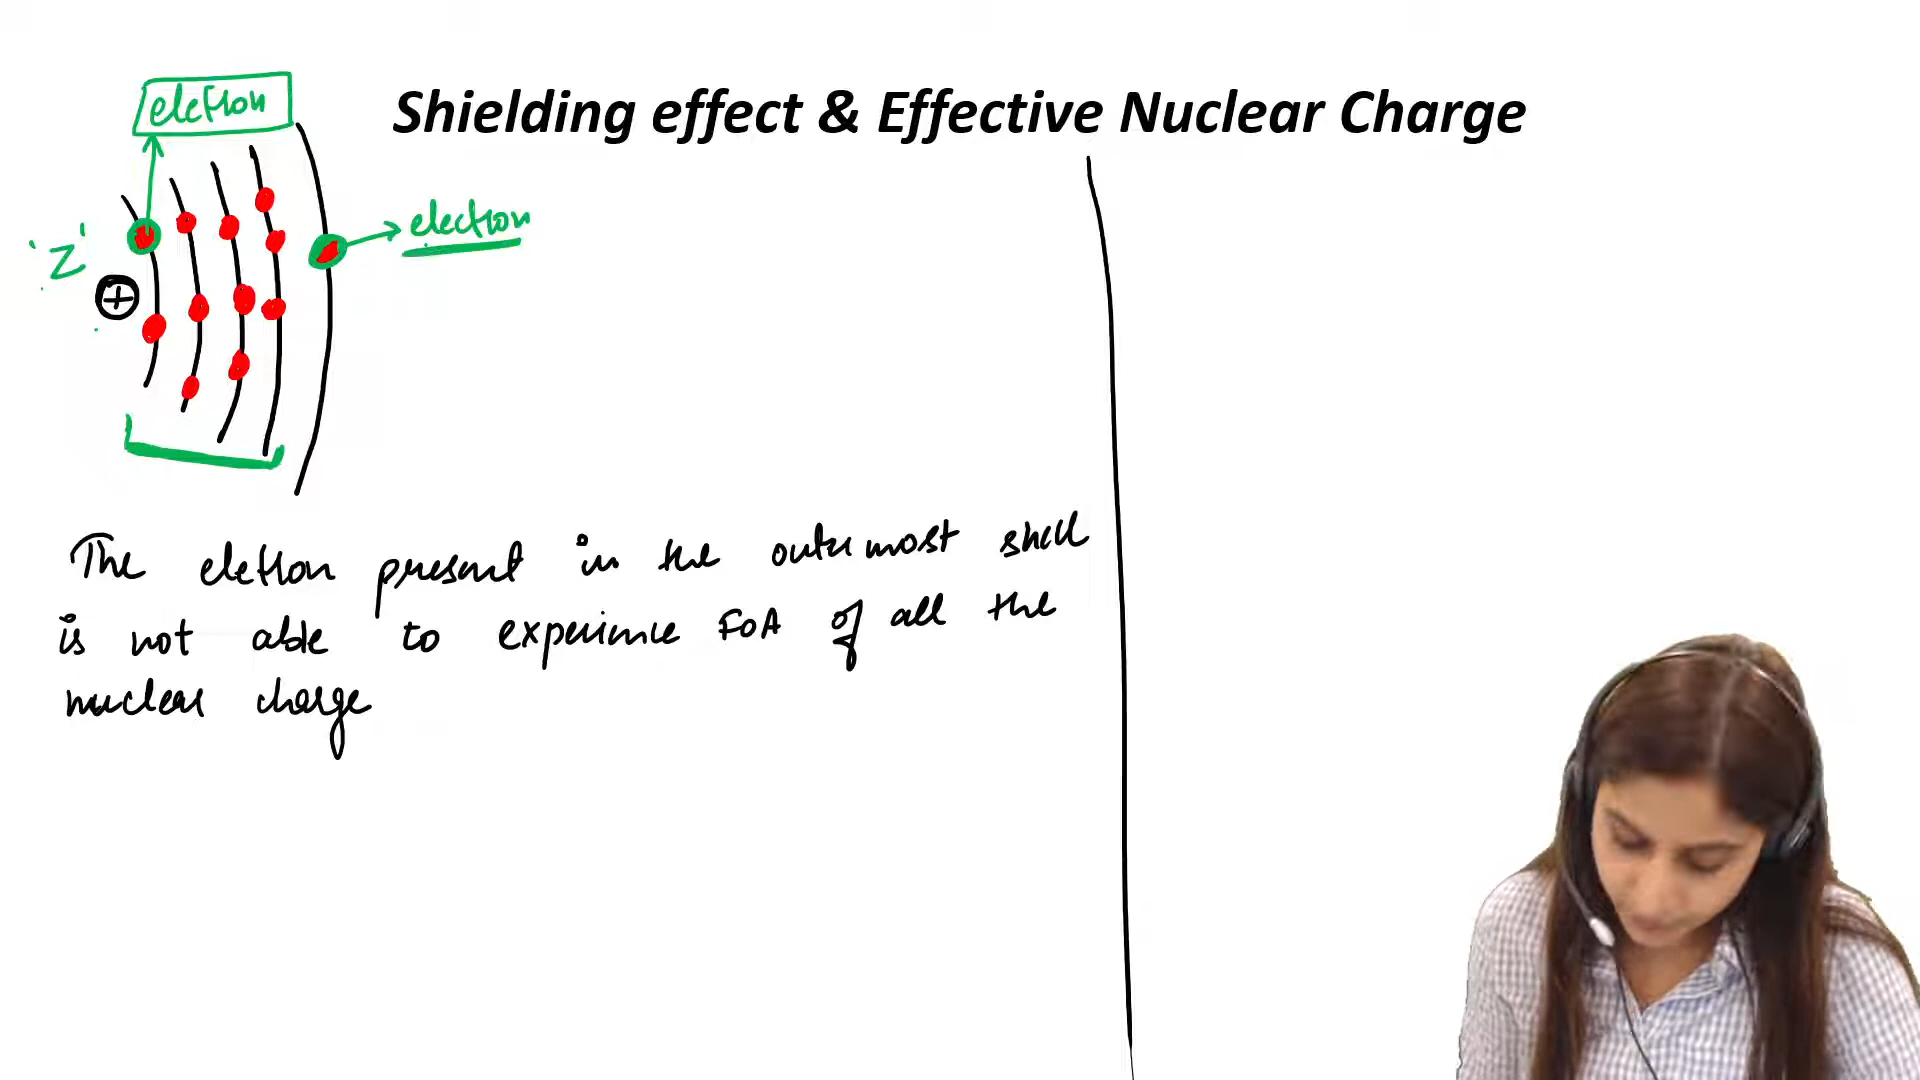 Shielding effect & Effective Nuclear Charge
electron
electron
'Z'
+
The electron present in the outermost shell
is not able to experience FOA of all the
nuclear charge